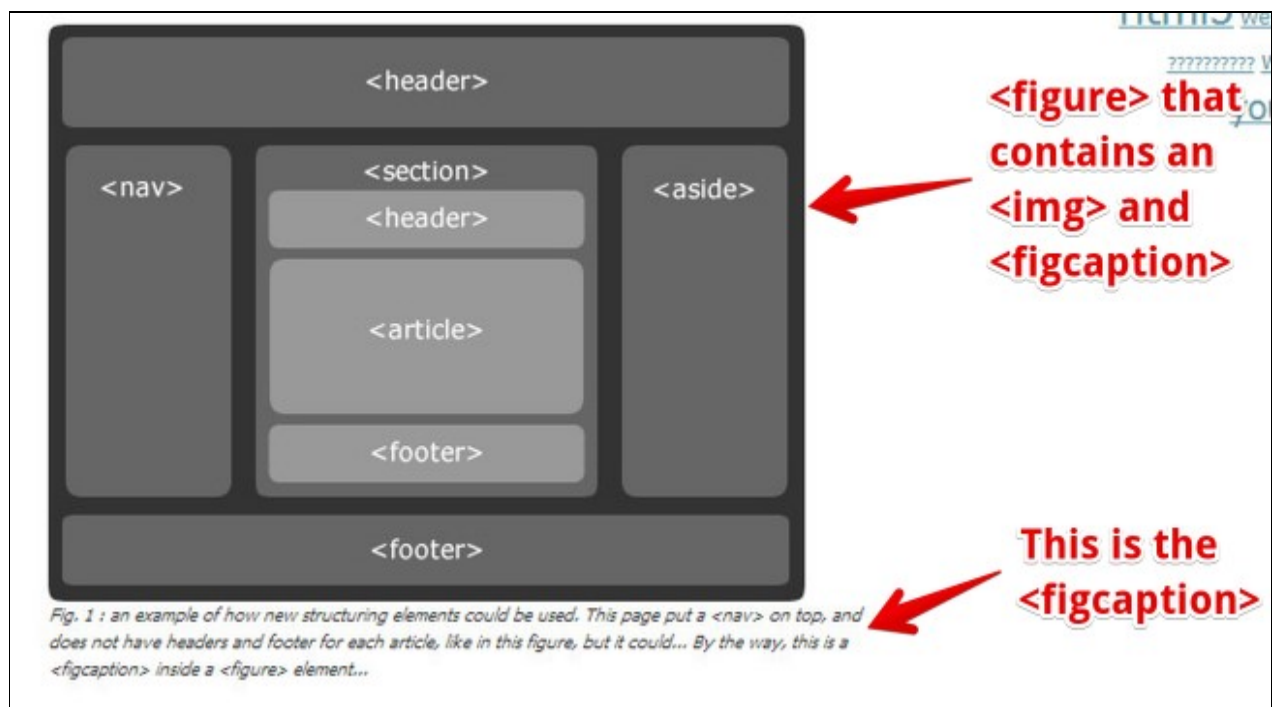 html5 we
?????????? W
you
<header>
<nav>
<section>
<aside>
<header>
<article>
<footer>
<footer>
<figure> that
contains an
<img> and
<figcaption>
This is the
<figcaption>
Fig. 1 : an example of how new structuring elements could be used. This page put a <nav> on top, and
does not have headers and footer for each article, like in this figure, but it could... By the way, this is a
<figcaption> inside a <figure> element...